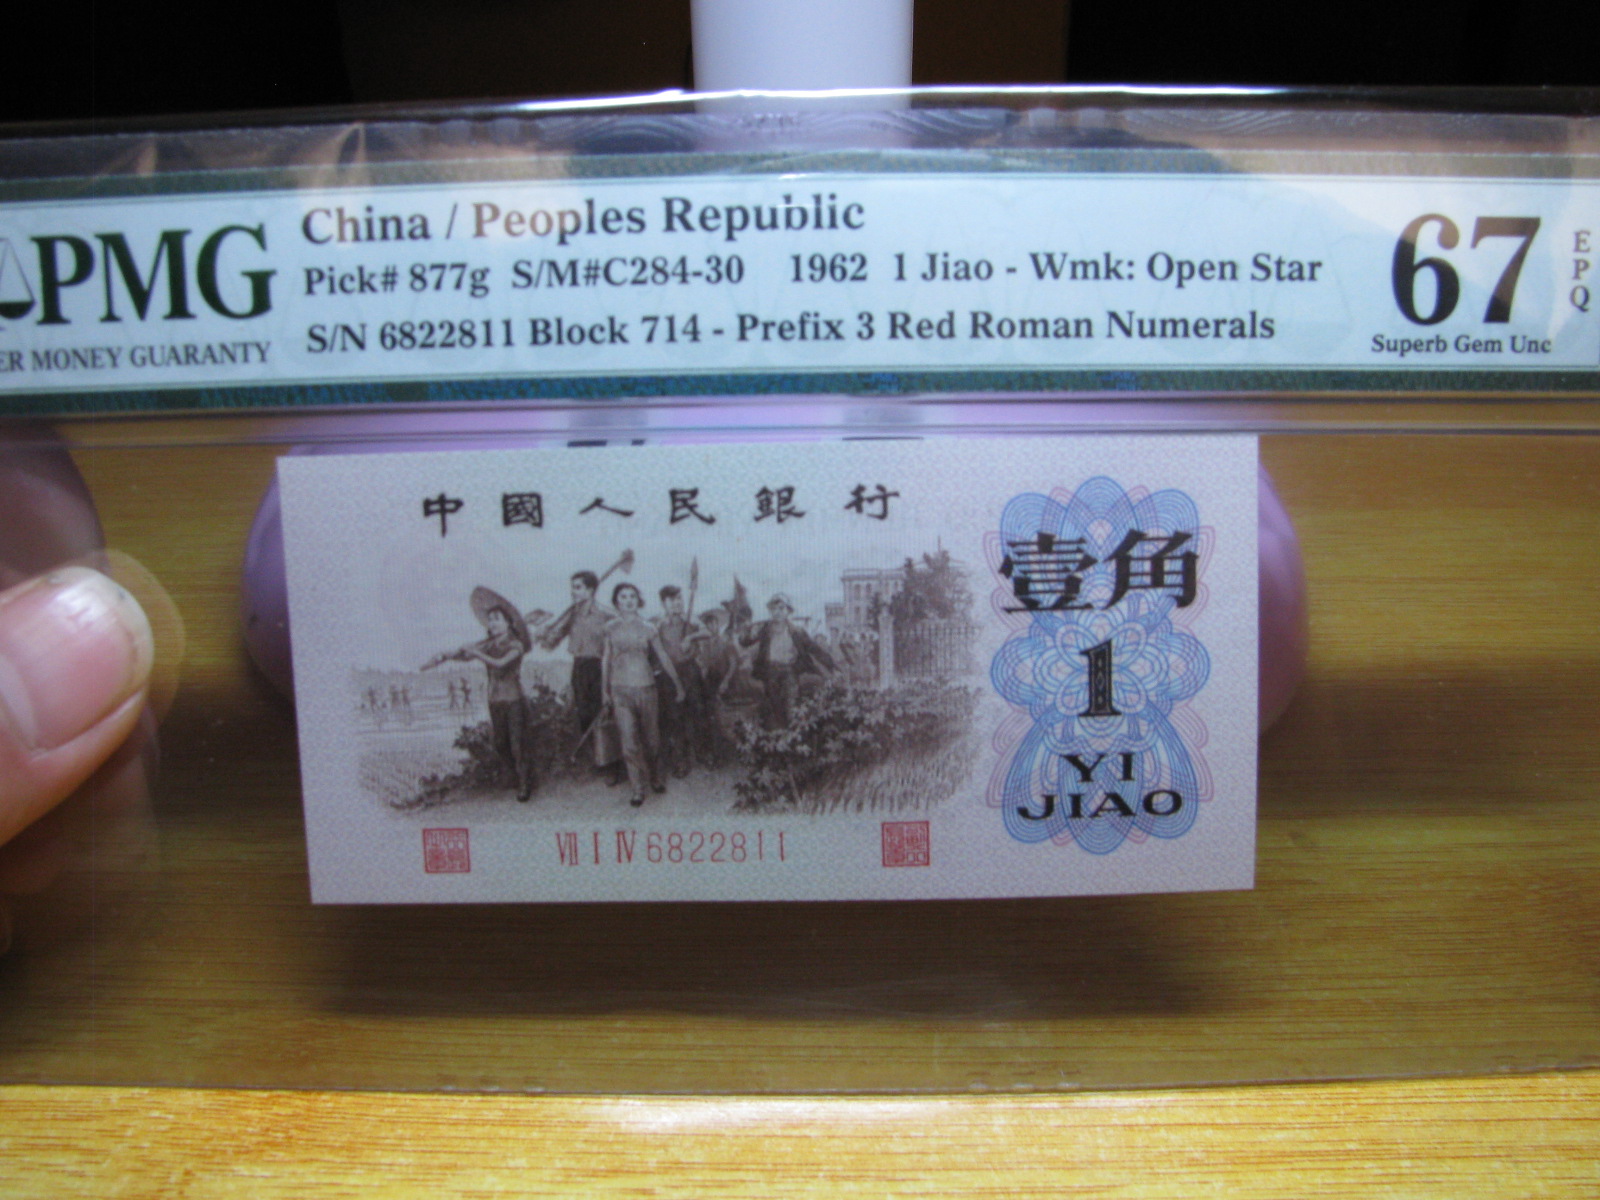 PMG
ER MONEY GUARANTY
China / Peoples Republic
Pick# 877g S/M#C284-30 1962 1 Jiao - Wmk: Open Star
S/N 6822811 Block 714 - Prefix 3 Red Roman Numerals
67
EPQ
Superb Gem Unc
中國人民銀行
壹角
1
YI
JIAO
VII I IV 6822811